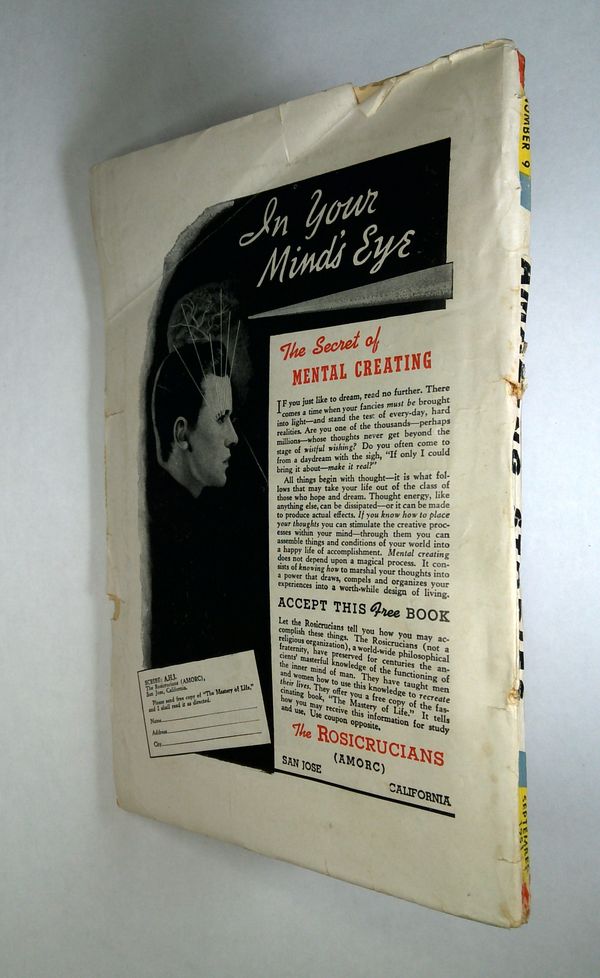 In Your
Mind's Eye
The Secret of
MENTAL CREATING
IF you just like to dream, read no further. There
comes a time when your fancies must be brought
into light—and stand the test of every-day, hard
realities. Are you one of the thousands—perhaps
millions—whose thoughts never get beyond the
stage of wistful wishing? Do you often come to
from a daydream with the sigh, "If only I could
bring it about—make it real!"
All things begin with thought—it is what fol-
lows that may take your life out of the class of
those who hope and dream. Thought energy, like
anything else, can be dissipated—or it can be made
to produce actual effects. If you know how to place
your thoughts you can stimulate the creative proc-
esses within your mind—through them you can
assemble things and conditions of your world into
a happy life of accomplishment. Mental creating
does not depend upon a magical process. It con-
sists of knowing how to marshal your thoughts into
a power that draws, compels and organizes your
experiences into a worth-while design of living.
ACCEPT THIS Free BOOK
Let the Rosicrucians tell you how you may ac-
complish these things. The Rosicrucians (not a
religious organization), a world-wide philosophical
fraternity, have preserved for centuries the an-
cients' masterful knowledge of the functioning of
the inner mind of man. They have taught men
and women how to use this knowledge to recreate
their lives. They offer you a free copy of the fas-
cinating book, "The Mastery of Life." It tells
how you may receive this information for study
and use. Use coupon opposite.
The ROSICRUCIANS
(AMORC)
SAN JOSE
CALIFORNIA
SCRIBE: A.H.J.
The Rosicrucians (AMORC),
San Jose, California.
Please send free copy of "The Mastery of Life,"
and I shall read it as directed.
Name
Address
City
NUMBER 9
AMAZING STORIES
SEPTEMBER